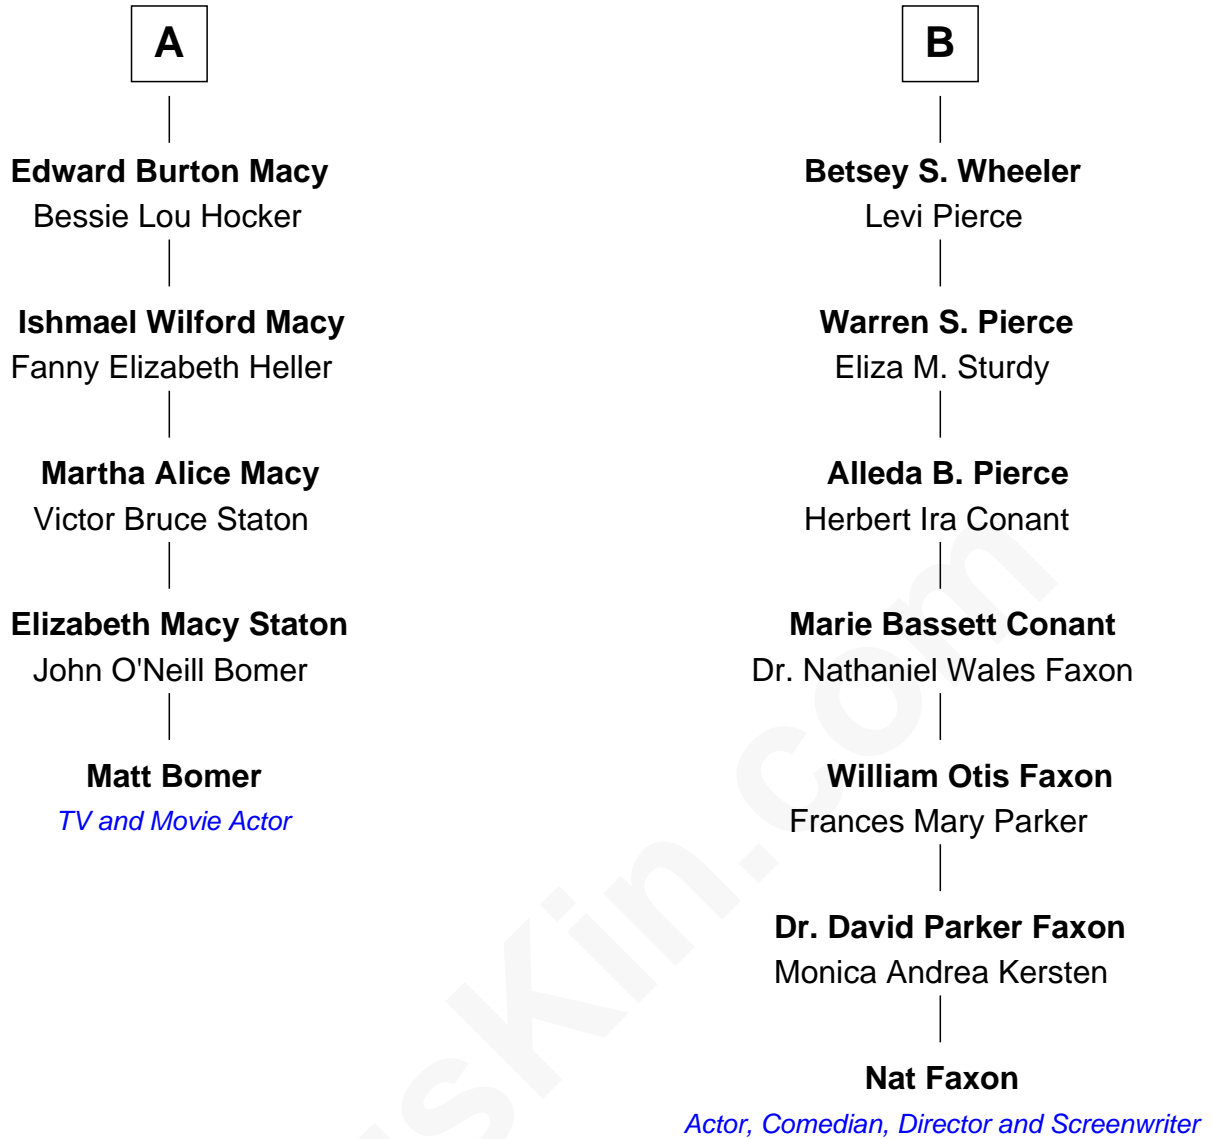 A
Edward Burton Macy
Bessie Lou Hocker
Ishmael Wilford Macy
Fanny Elizabeth Heller
Martha Alice Macy
Victor Bruce Staton
Elizabeth Macy Staton
John O'Neill Bomer
Matt Bomer
TV and Movie Actor
B
Betsey S. Wheeler
Levi Pierce
Warren S. Pierce
Eliza M. Sturdy
Alleda B. Pierce
Herbert Ira Conant
Marie Bassett Conant
Dr. Nathaniel Wales Faxon
William Otis Faxon
Frances Mary Parker
Dr. David Parker Faxon
Monica Andrea Kersten
Nat Faxon
Actor, Comedian, Director and Screenwriter